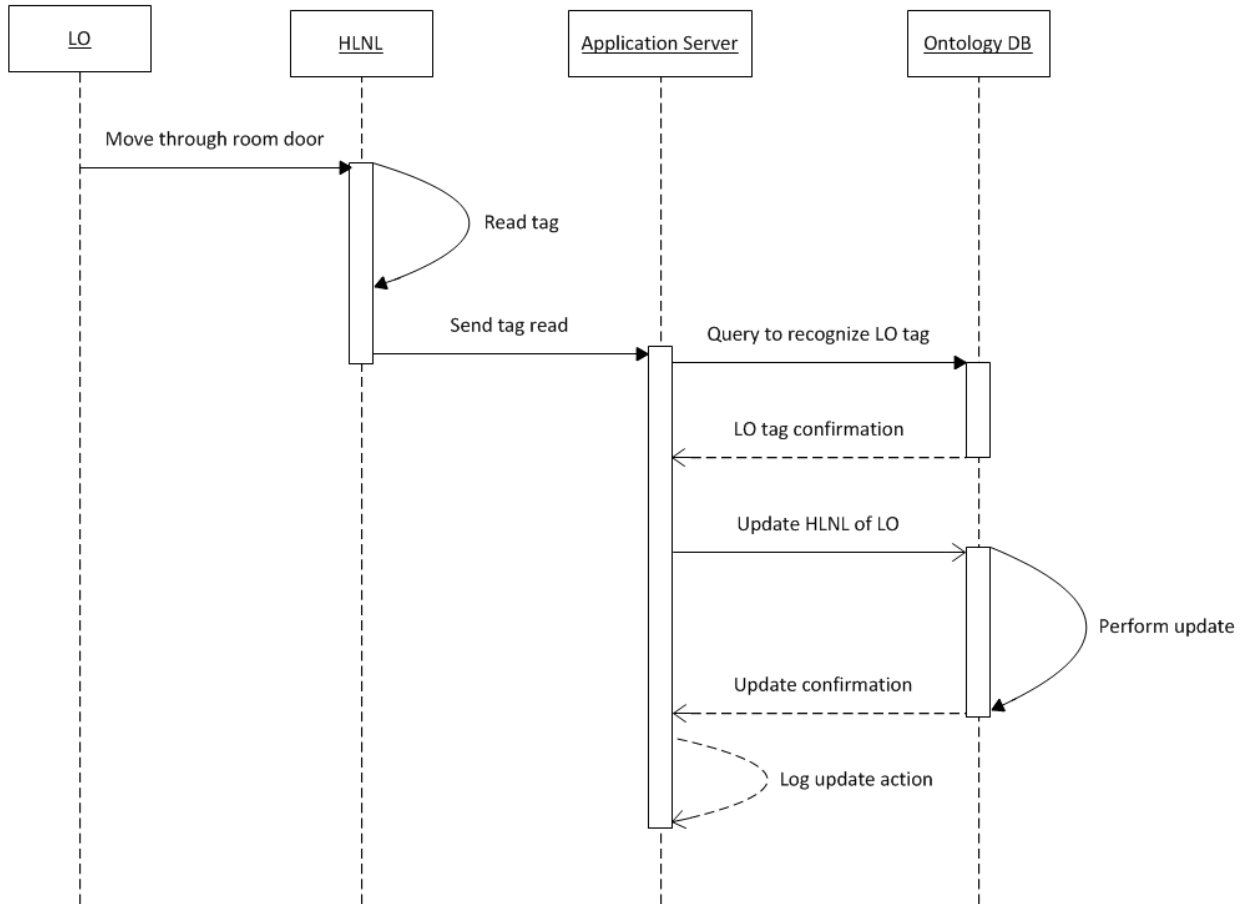 LO
HLNL
Application Server
Ontology DB
Move through room door
Read tag
Send tag read
Query to recognize LO tag
LO tag confirmation
Update HLNL of LO
Perform update
Update confirmation
Log update action